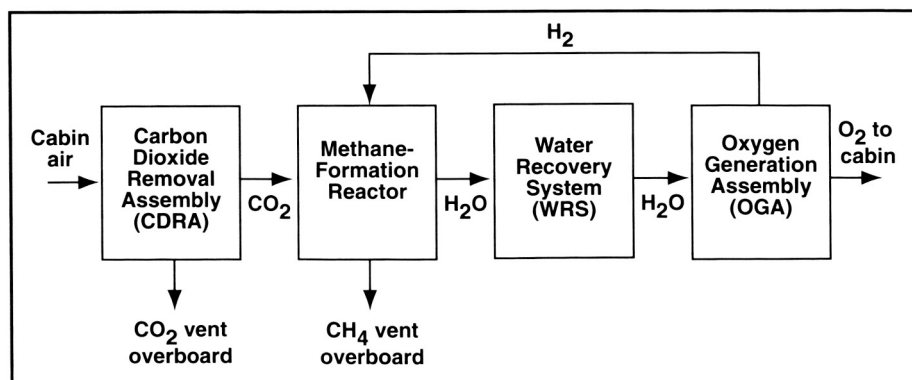 H2
Cabin
air
Carbon
Dioxide
Removal
Assembly
(CDRA)
CO2
Methane-
Formation
Reactor
H2O
Water
Recovery
System
(WRS)
H2O
Oxygen
Generation
Assembly
(OGA)
O2 to
cabin
CO2 vent
overboard
CH4 vent
overboard